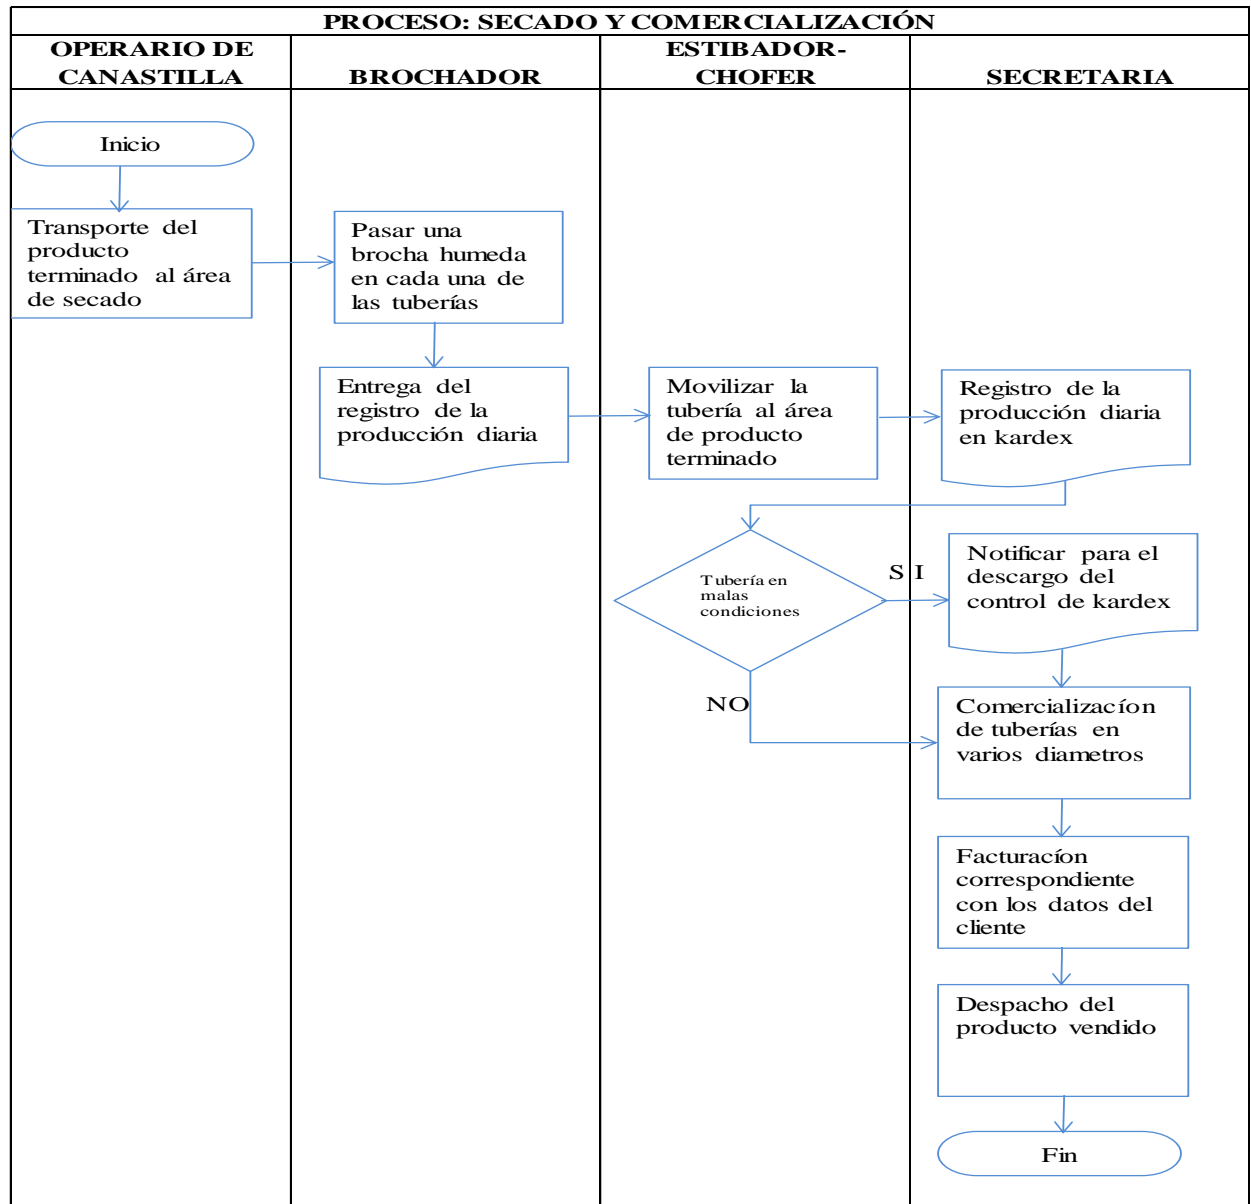 PROCESO: SECADO Y COMERCIALIZACIÓN
OPERARIO DE
CANASTILLA
BROCHADOR
ESTIBADOR-
CHOFER
SECRETARIA
Inicio
Transporte del
producto
terminado al área
de secado
Pasar una
brocha humeda
en cada una de
las tuberías
Entrega del
registro de la
producción diaria
Movilizar la
tubería al área
de producto
terminado
Registro de la
producción diaria
en kardex
Tubería en
malas
condiciones
SI
Notificar para el
descargo del
control de kardex
NO
Comercializacíon
de tuberías en
varios diametros
Facturacíon
correspondiente
con los datos del
cliente
Despacho del
producto vendido
Fin